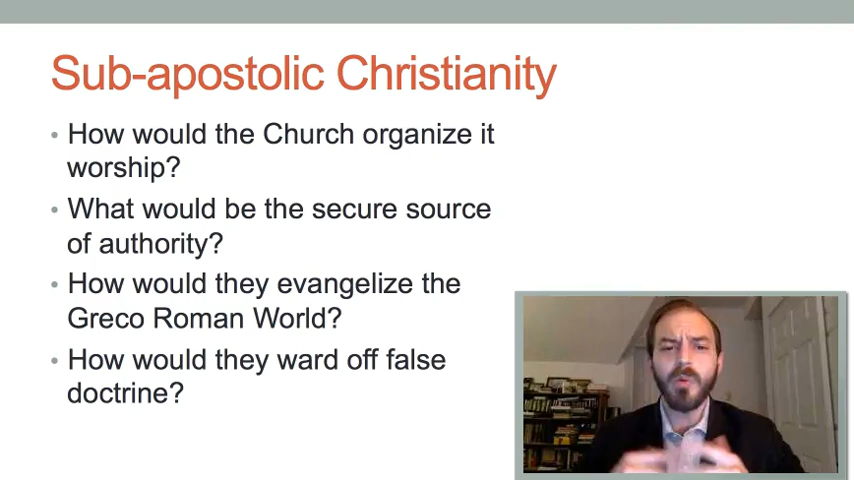 Sub-apostolic Christianity
• How would the Church organize it
worship?
• What would be the secure source
of authority?
• How would they evangelize the
Greco Roman World?
• How would they ward off false
doctrine?